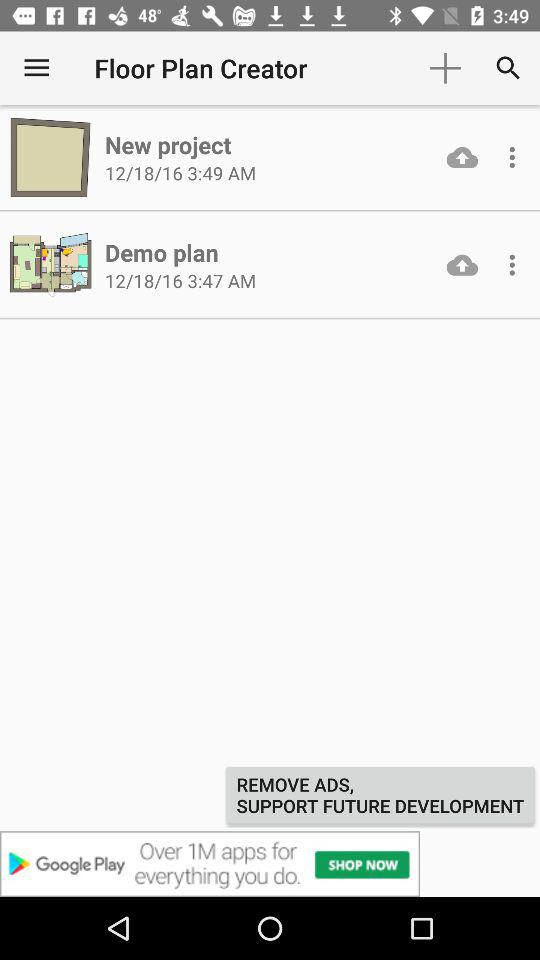 48°
3:49
Floor Plan Creator
New project
12/18/16 3:49 AM
Demo plan
12/18/16 3:47 AM
REMOVE ADS,
SUPPORT FUTURE DEVELOPMENT
Google Play
Over 1M apps for
everything you do.
SHOP NOW